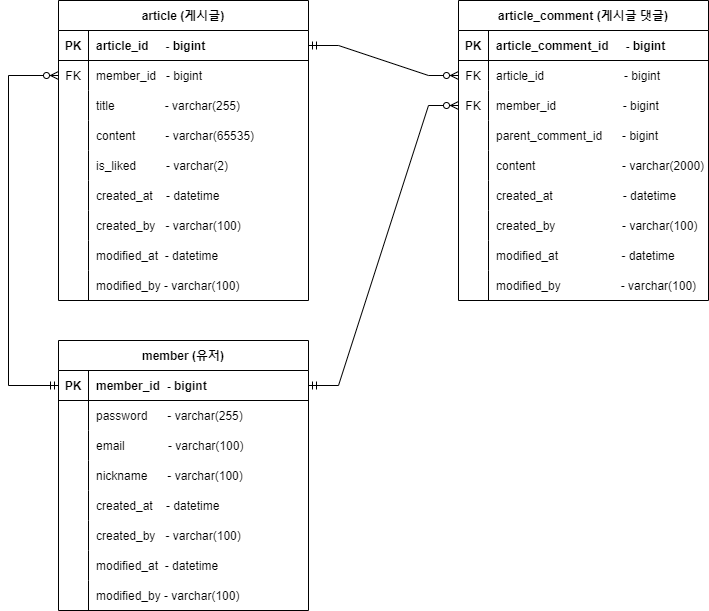 article (게시글)
PK article_id - bigint
FK member_id - bigint
title - varchar(255)
content - varchar(65535)
is_liked - varchar(2)
created_at - datetime
created_by - varchar(100)
modified_at - datetime
modified_by - varchar(100)
article_comment (게시글 댓글)
PK article_comment_id - bigint
FK article_id - bigint
FK member_id - bigint
parent_comment_id - bigint
content - varchar(2000)
created_at - datetime
created_by - varchar(100)
modified_at - datetime
modified_by - varchar(100)
member (유저)
PK member_id - bigint
password - varchar(255)
email - varchar(100)
nickname - varchar(100)
created_at - datetime
created_by - varchar(100)
modified_at - datetime
modified_by - varchar(100)